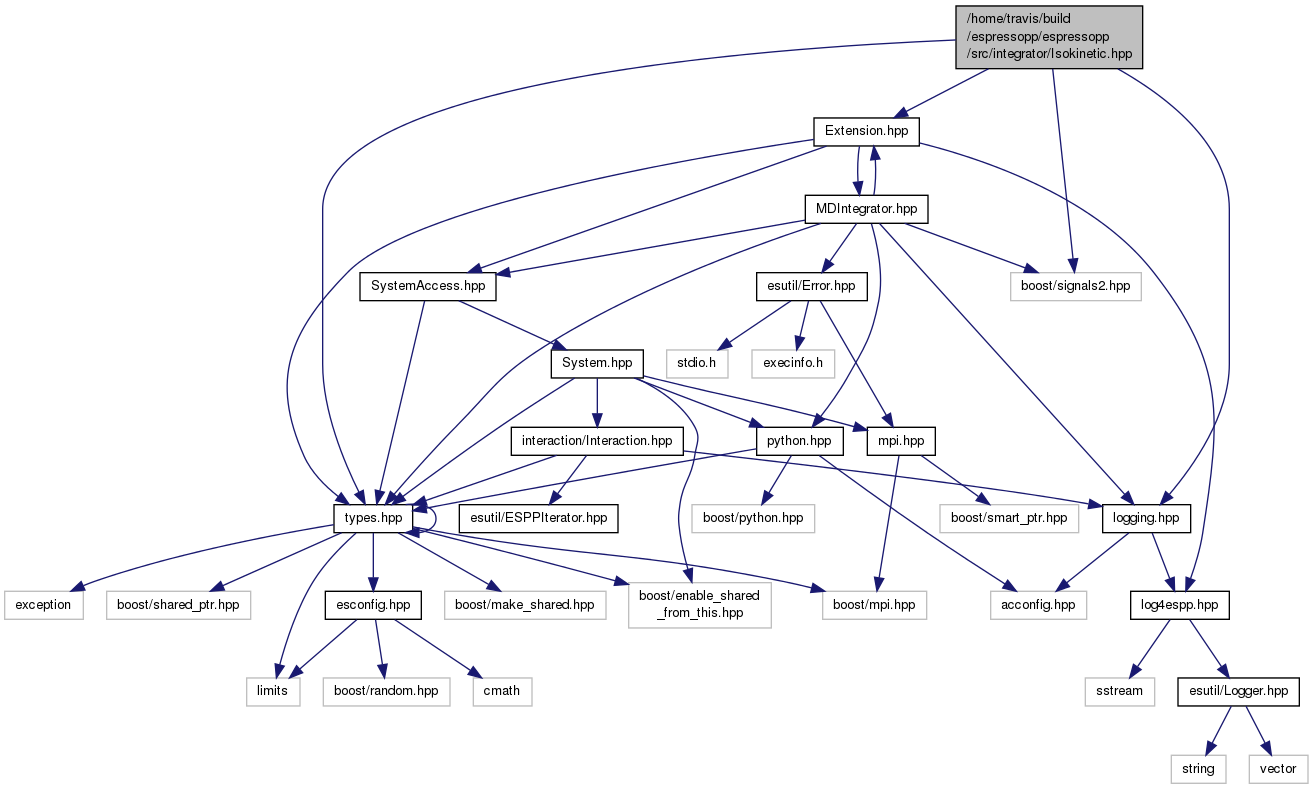 /home/travis/build
/espressopp/espressopp
/src/integrator/Isokinetic.hpp
Extension.hpp
MDIntegrator.hpp
SystemAccess.hpp
esutil/Error.hpp
boost/signals2.hpp
System.hpp
stdio.h
execinfo.h
interaction/Interaction.hpp
python.hpp
mpi.hpp
types.hpp
esutil/ESPPIterator.hpp
boost/python.hpp
boost/smart_ptr.hpp
logging.hpp
exception
boost/shared_ptr.hpp
esconfig.hpp
boost/make_shared.hpp
boost/enable_shared
_from_this.hpp
boost/mpi.hpp
acconfig.hpp
log4espp.hpp
limits
boost/random.hpp
cmath
sstream
esutil/Logger.hpp
string
vector